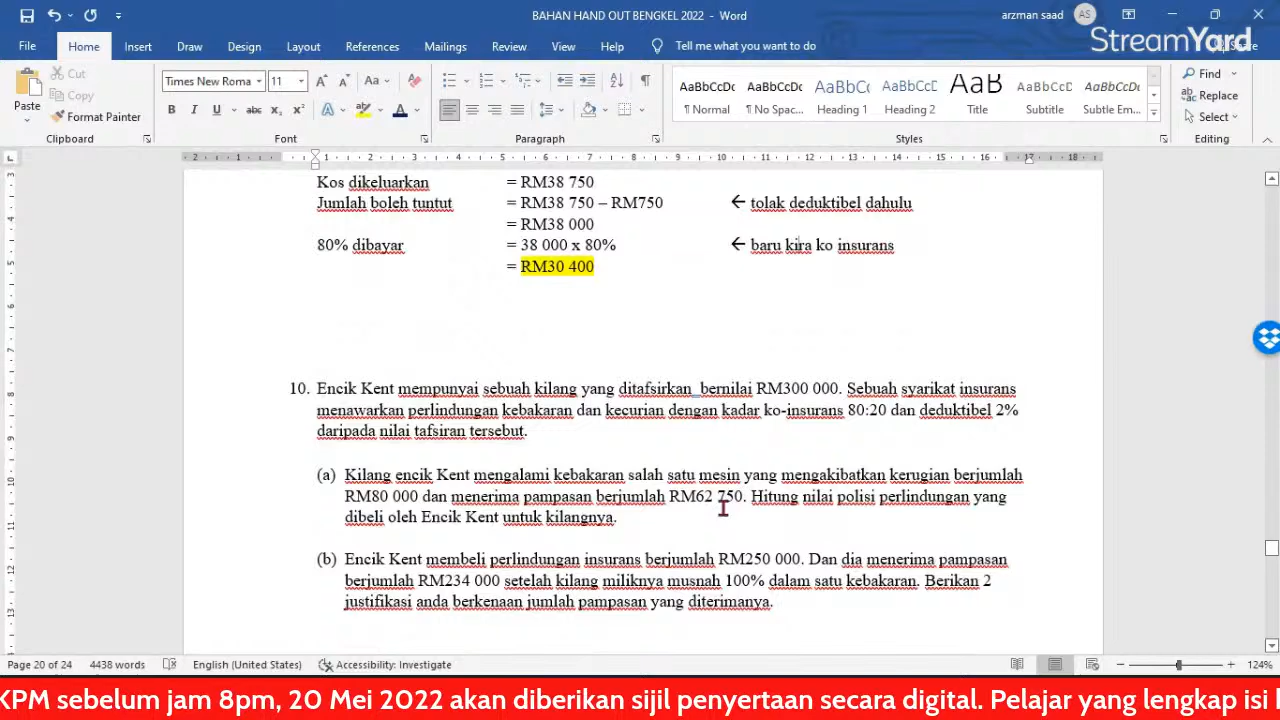 BAHAN HAND OUT BENGKEL 2022 - Word
arzman saad
AS
StreamYard
File
Home
Insert
Draw
Design
Layout
References
Mailings
Review
View
Help
Tell me what you want to do
Paste
Cut
Copy
Format Painter
Clipboard
Times New Roma
11
Font
Paragraph
AaBbCcDc
¶ Normal
AaBbCcDc
¶ No Spac...
AaBbCc
Heading 1
AaBbCcD
Heading 2
AaB
Title
AaBbCcD
Subtitle
AaBbCcDc
Subtle Em...
Styles
Find
Replace
Select
Editing
Kos dikeluarkan = RM38 750
Jumlah boleh tuntut = RM38 750 – RM750 ← tolak deduktibel dahulu
= RM38 000
80% dibayar = 38 000 x 80% ← baru kira ko insurans
= RM30 400
10. Encik Kent mempunyai sebuah kilang yang ditafsirkan bernilai RM300 000. Sebuah syarikat insurans
menawarkan perlindungan kebakaran dan kecurian dengan kadar ko-insurans 80:20 dan deduktibel 2%
daripada nilai tafsiran tersebut.
(a) Kilang encik Kent mengalami kebakaran salah satu mesin yang mengakibatkan kerugian berjumlah
RM80 000 dan menerima pampasan berjumlah RM62 750. Hitung nilai polisi perlindungan yang
dibeli oleh Encik Kent untuk kilangnya.
(b) Encik Kent membeli perlindungan insurans berjumlah RM250 000. Dan dia menerima pampasan
berjumlah RM234 000 setelah kilang miliknya musnah 100% dalam satu kebakaran. Berikan 2
justifikasi anda berkenaan jumlah pampasan yang diterimanya.
Page 20 of 24
4438 words
English (United States)
Accessibility: Investigate
124%
KPM sebelum jam 8pm, 20 Mei 2022 akan diberikan sijil penyertaan secara digital. Pelajar yang lengkap isi